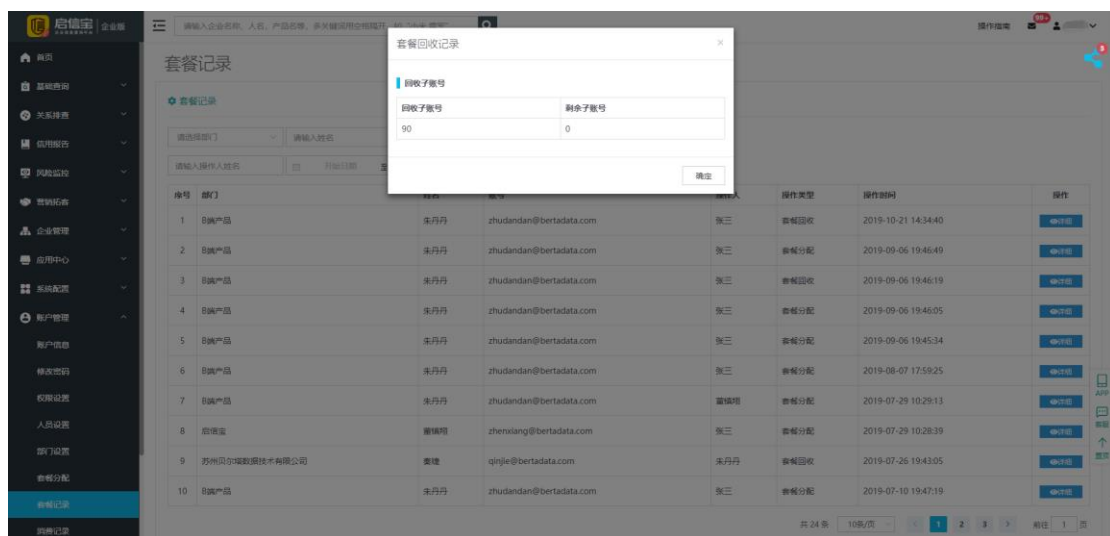 启信宝 企业版
操作指南
99+
5
首页
基础查询
关系排查
信用报告
风险监控
营销拓客
企业管理
应用中心
系统配置
账户管理
账户信息
修改密码
权限设置
人员设置
部门设置
套餐分配
套餐记录
消费记录
套餐记录
套餐记录
请选择部门
请输入姓名
请输入操作人姓名
开始日期
套餐回收记录
×
回收子账号
回收子账号 剩余子账号
90 0
确定
序号 部门 姓名 账号 操作人 操作类型 操作时间 操作
1 B端产品 朱丹丹 zhudandan@bertadata.com 张三 套餐回收 2019-10-21 14:34:40 详细
2 B端产品 朱丹丹 zhudandan@bertadata.com 张三 套餐分配 2019-09-06 19:46:49 详细
3 B端产品 朱丹丹 zhudandan@bertadata.com 张三 套餐回收 2019-09-06 19:46:19 详细
4 B端产品 朱丹丹 zhudandan@bertadata.com 张三 套餐分配 2019-09-06 19:46:05 详细
5 B端产品 朱丹丹 zhudandan@bertadata.com 张三 套餐分配 2019-09-06 19:45:34 详细
6 B端产品 朱丹丹 zhudandan@bertadata.com 张三 套餐分配 2019-08-07 17:59:25 详细
7 B端产品 朱丹丹 zhudandan@bertadata.com 套餐分配 2019-07-29 10:29:13 详细
8 启信宝 zhenxiang@bertadata.com 张三 套餐分配 2019-07-29 10:28:39 详细
9 苏州贝尔塔数据技术有限公司 qinjie@bertadata.com 朱丹丹 套餐回收 2019-07-26 19:43:05 详细
10 B端产品 朱丹丹 zhudandan@bertadata.com 张三 套餐分配 2019-07-10 19:47:19 详细
共 24 条 10条/页 < 1 2 3 > 前往 1 页
APP
客服
置顶